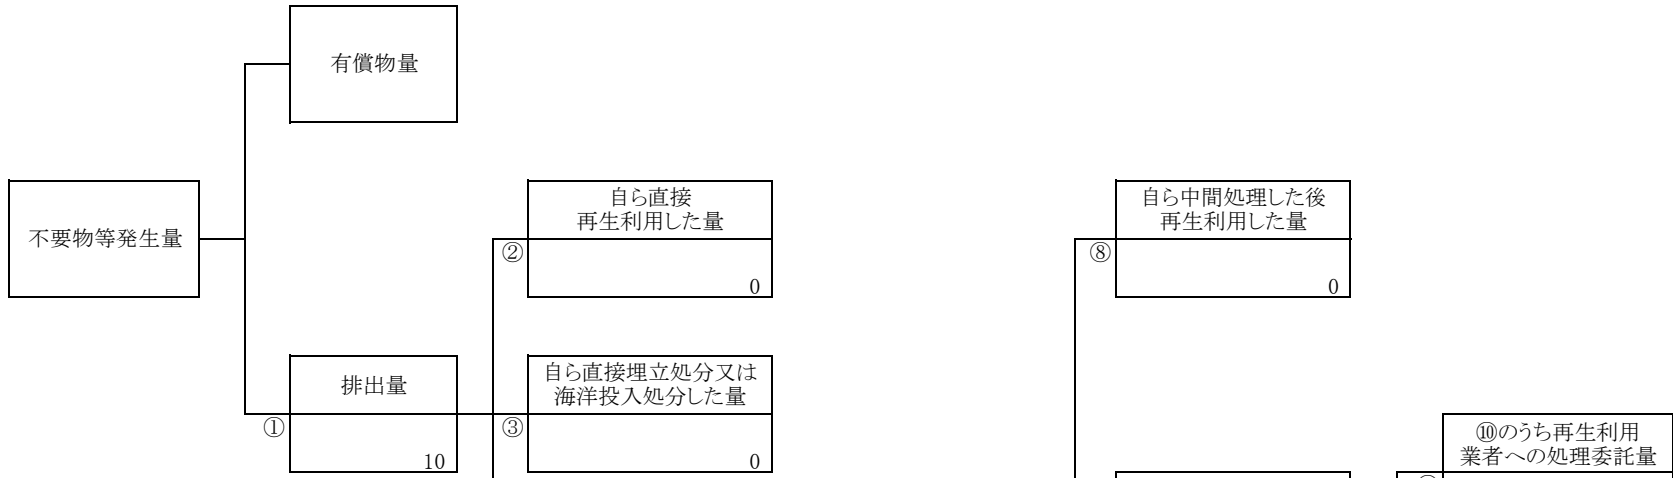 有償物量
不要物等発生量
自ら直接
再生利用した量
②
0
自ら中間処理した後
再生利用した量
⑧
0
排出量
①
10
自ら直接埋立処分又は
海洋投入処分した量
③
0
⑩のうち再生利用
業者への処理委託量